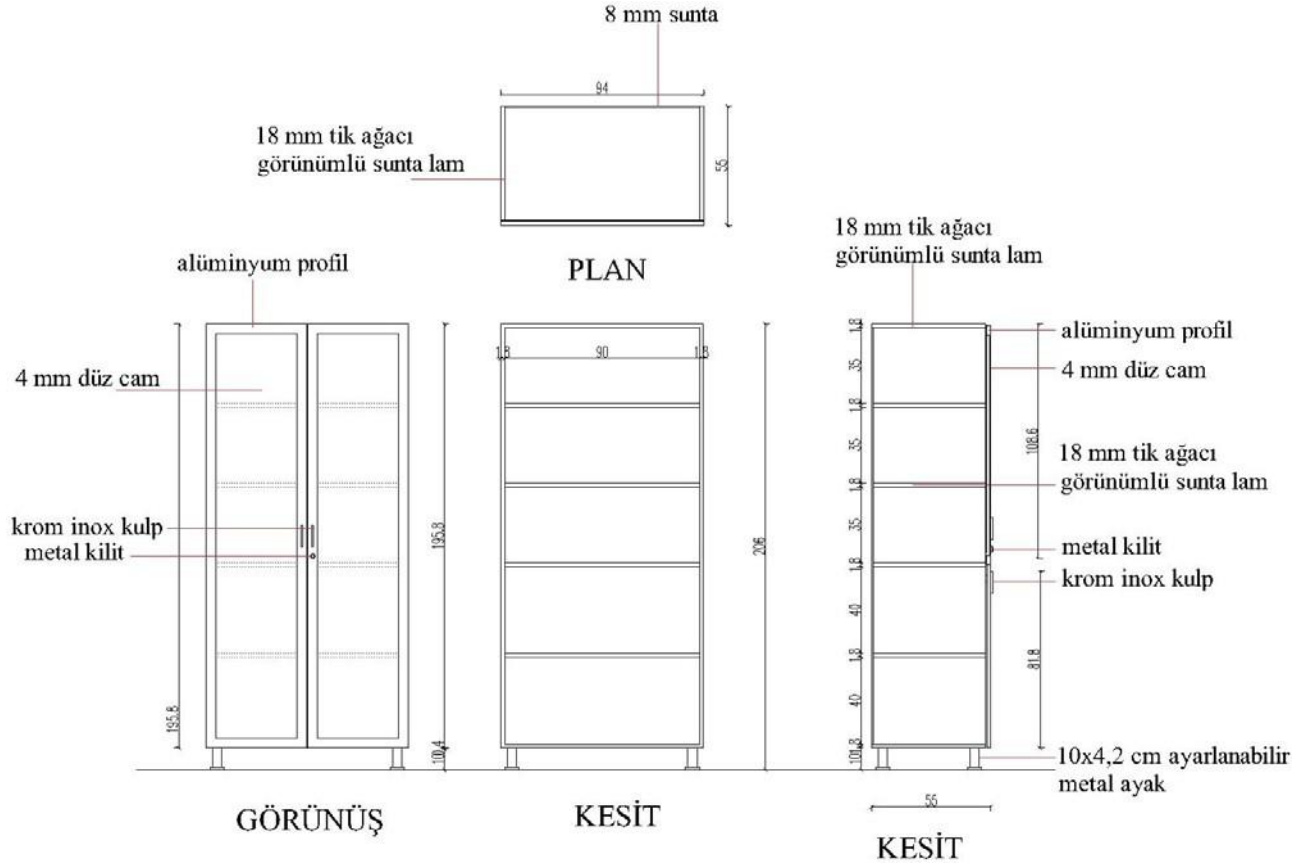 8 mm sunta
94
18 mm tik ağacı
görünümlü sunta lam
55
PLAN
18 mm tik ağacı
görünümlü sunta lam
alüminyum profil
4 mm düz cam
krom inox kulp
metal kilit
195.8
195.8
GÖRÜNÜŞ
1.8
90
1.8
206
KESİT
1.8
35
1.8
35
1.8
35
1.8
40
1.8
40
1.8
10
108.6
81.8
alüminyum profil
4 mm düz cam
18 mm tik ağacı
görünümlü sunta lam
metal kilit
krom inox kulp
10x4,2 cm ayarlanabilir
metal ayak
55
KESİT